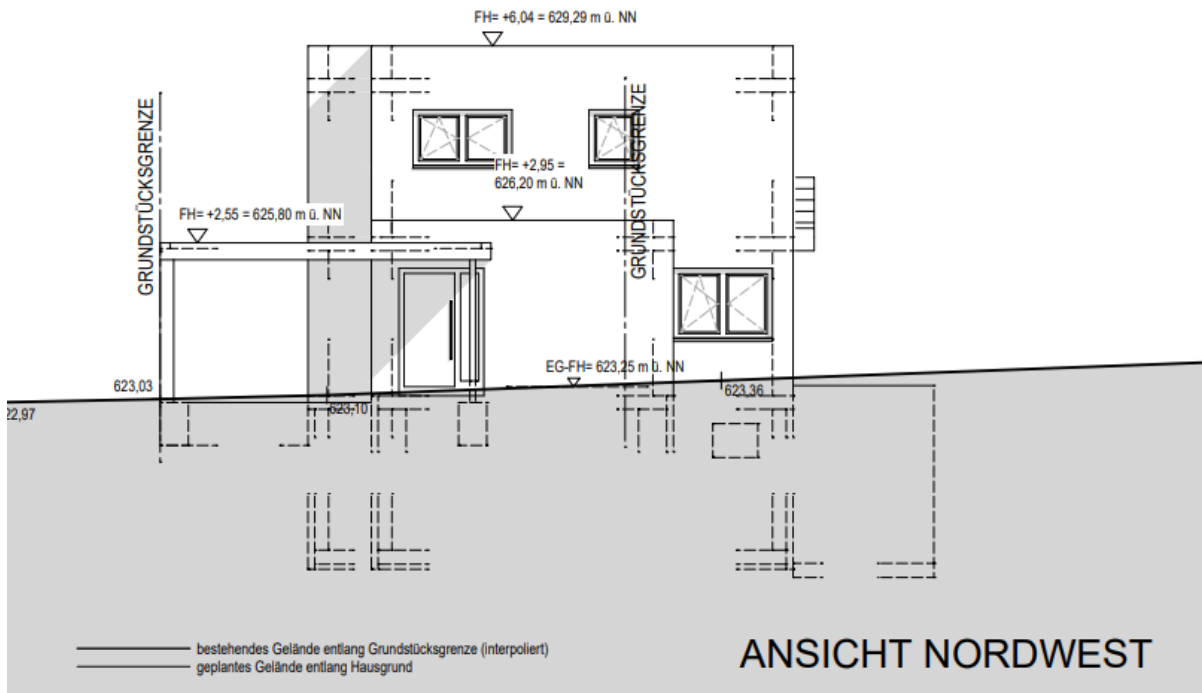 FH= +6,04 = 629,29 m ü. NN
GRUNDSTÜCKSGRENZE
GRUNDSTÜCKSGRENZE
FH= +2,95 =
626,20 m ü. NN
FH= +2,55 = 625,80 m ü. NN
EG-FH= 623,25 m ü. NN
623,03
623,36
22,97
623,10
bestehendes Gelände entlang Grundstücksgrenze (interpoliert)
geplantes Gelände entlang Hausgrund
ANSICHT NORDWEST